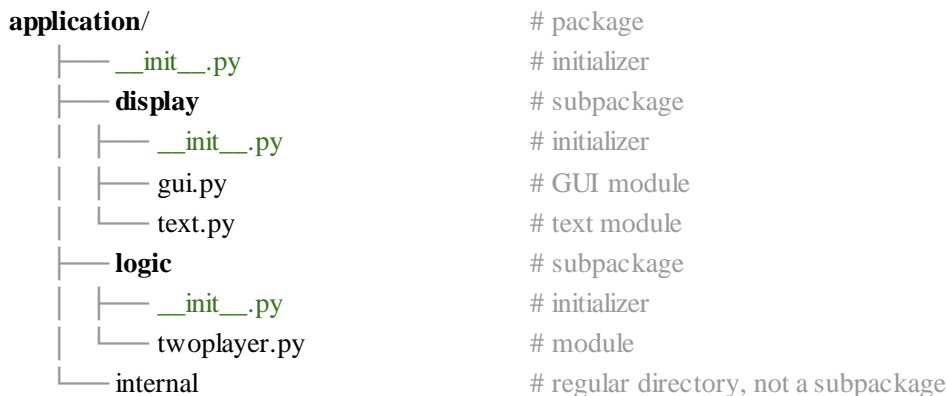 application/ # package
__init__.py # initializer
display # subpackage
__init__.py # initializer
gui.py # GUI module
text.py # text module
logic # subpackage
__init__.py # initializer
twoplayer.py # module
internal # regular directory, not a subpackage